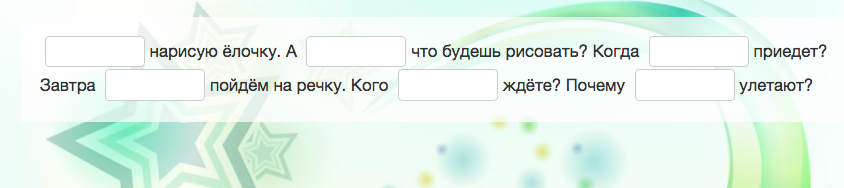 нарисую ёлочку. А что будешь рисовать? Когда приедет?
Завтра пойдём на речку. Кого ждёте? Почему улетают?